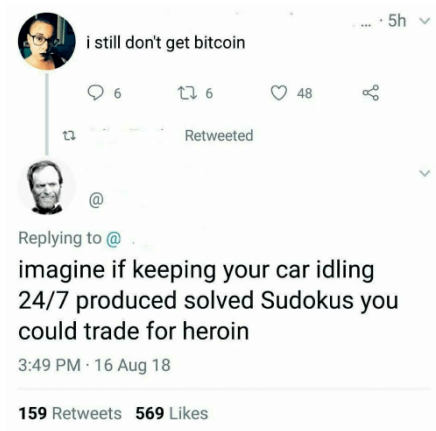 ... · 5h
i still don't get bitcoin
6 6 48
Retweeted
@
Replying to @
imagine if keeping your car idling
24/7 produced solved Sudokus you
could trade for heroin
3:49 PM · 16 Aug 18
159 Retweets 569 Likes